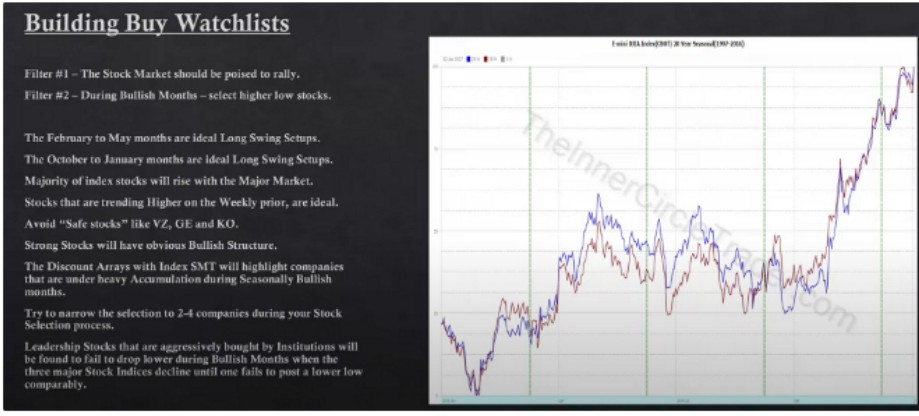 Building Buy Watchlists
Filter #1 – The Stock Market should be poised to rally.
Filter #2 – During Bullish Months – select higher low stocks.
The February to May months are ideal Long Swing Setups.
The October to January months are ideal Long Swing Setups.
Majority of index stocks will rise with the Major Market.
Stocks that are trending Higher on the Weekly prior, are ideal.
Avoid “Safe stocks” like VZ, GE and KO.
Strong Stocks will have obvious Bullish Structure.
The Discount Arrays with Index SMT will highlight companies
that are under heavy Accumulation during Seasonally Bullish
months.
Try to narrow the selection to 2-4 companies during your Stock
Selection process.
Leadership Stocks that are aggressively bought by Institutions will
be found to fail to drop lower during Bullish Months when the
three major Stock Indices decline until one fails to post a lower low
comparably.
E-mini Index(CBOT) 20 Year Seasonal
TheInnerCircleTrader.com